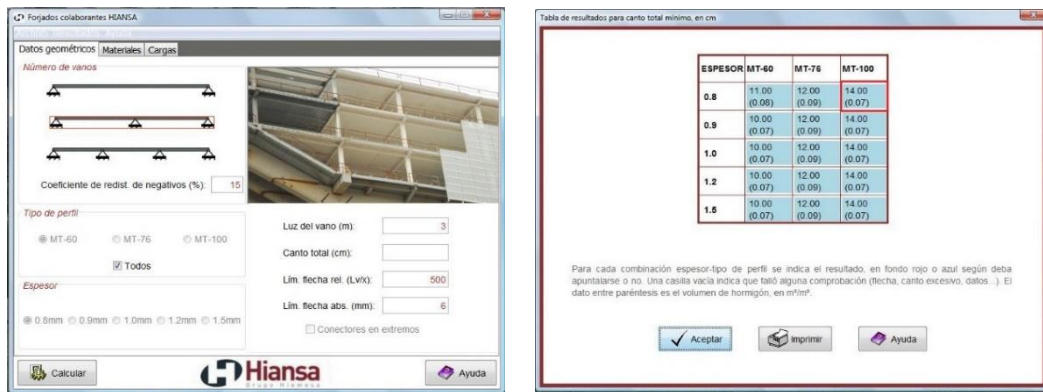 Forjados colaborantes HIANSA
Datos geométricos Materiales Cargas
Número de vanos
Coeficiente de redist. de negativos (%): 15
Tipo de perfil
MT-60 MT-76 MT-100
Todos
Espesor
0.8mm 0.9mm 1.0mm 1.2mm 1.5mm
Luz del vano (m): 3
Canto total (cm):
Lím. flecha rel. (Lv/x): 500
Lím. flecha abs. (mm): 6
Conectores en extremos
Calcular
Hiansa
Grupo Hiemesa
Ayuda
Tabla de resultados para canto total mínimo, en cm
ESPESOR MT-60 MT-76 MT-100
0.8 11.00 (0.08) 12.00 (0.09) 14.00 (0.07)
0.9 10.00 (0.07) 12.00 (0.09) 14.00 (0.07)
1.0 10.00 (0.07) 12.00 (0.09) 14.00 (0.07)
1.2 10.00 (0.07) 12.00 (0.09) 14.00 (0.07)
1.5 10.00 (0.07) 12.00 (0.09) 14.00 (0.07)
Para cada combinación espesor-tipo de perfil se indica el resultado, en fondo rojo o azul según deba
apuntalarse o no. Una casilla vacía indica que falló alguna comprobación (flecha, canto excesivo, datos...). El
dato entre paréntesis es el volumen de hormigón, en m³/m².
Aceptar Imprimir Ayuda